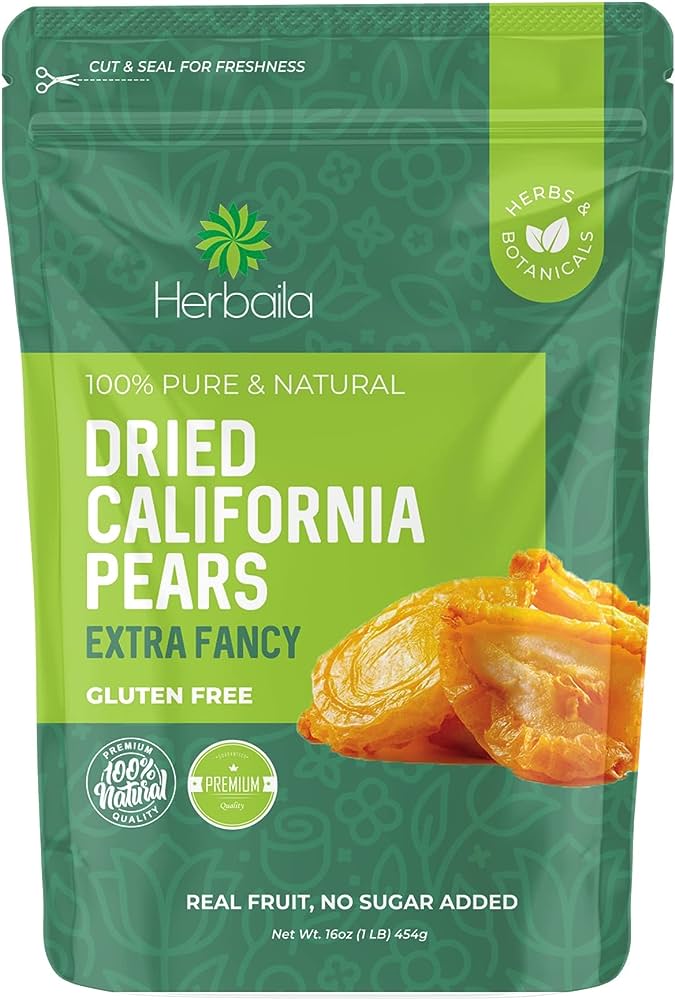 CUT & SEAL FOR FRESHNESS
HERBS &
BOTANICALS
Herbaila
100% PURE & NATURAL
DRIED
CALIFORNIA
PEARS
EXTRA FANCY
GLUTEN FREE
PREMIUM
100%
Natural
QUALITY
GUARANTEED
PREMIUM
Quality
REAL FRUIT, NO SUGAR ADDED
Net Wt. 16oz (1 LB) 454g